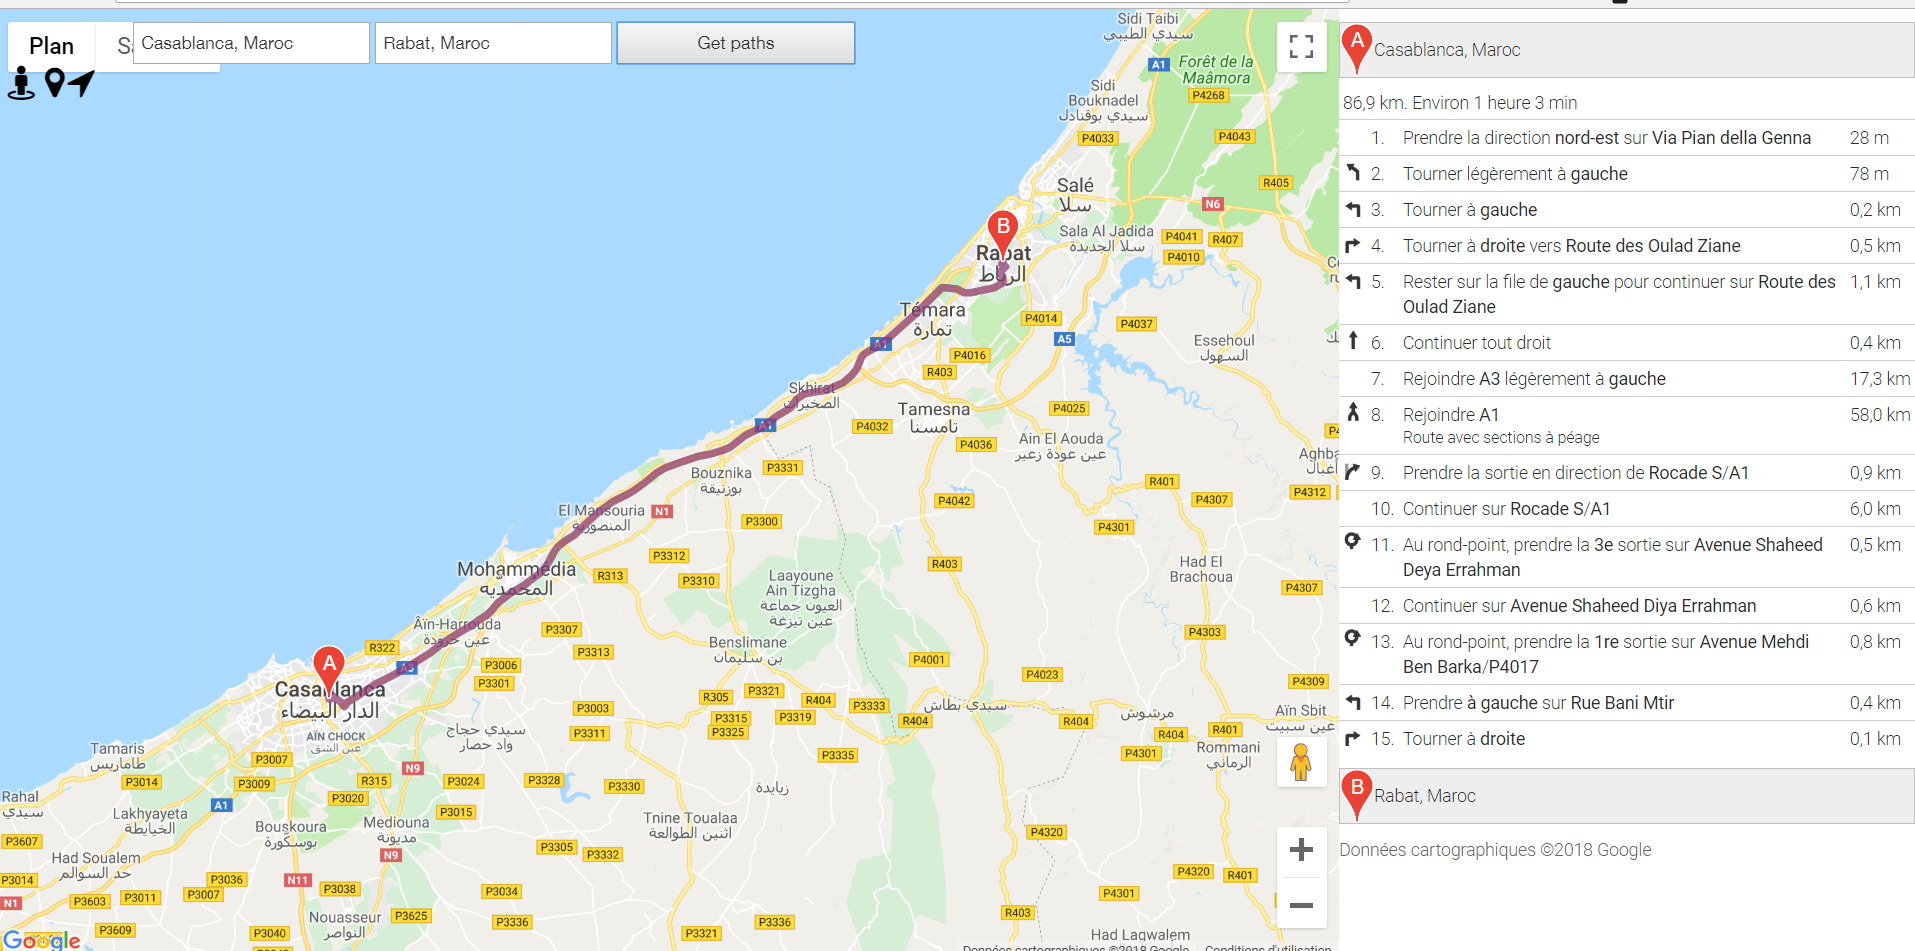 Plan
Casablanca, Maroc
Rabat, Maroc
Get paths
Sidi Taibi
سيدي الطيبي
A1
Forêt de la
Maâmora
P4268
Sidi
Bouknadel
سيدي بوقنادل
P4033
P4043
R405
Salé
سلا
N6
B
Rabat
الرباط
Sala Al Jadida
سلا الجديدة
P4041
R407
P4010
Témara
تمارة
P4014
P4037
A5
Essehoul
السهول
A1
P4016
R403
Skhirat
الصخيرات
Tamesna
تامسنا
P4025
A1
P4032
P4036
Ain El Aouda
عين عودة زعير
Bouznika
بوزنيقة
P3331
R401
P4307
P4312
P4042
El Mansouria
المنصورية
N1
P3300
P4301
P3312
Mohammédia
المحمدية
R313
P3310
R403
Had El
Brachoua
Laayoune
Ain Tizgha
العيون جماعة
عين تيزغة
P4307
Aïn-Harrouda
عين حرودة
P3307
P4303
R322
P3313
Benslimane
بن سليمان
A
A3
P3006
P3301
P4001
P4023
P4309
Casablanca
الدار البيضاء
R305
P3321
R404
P3333
سيدي بطاش
P3003
P3315
P3319
R404
R404
مرشوش
Aïn Sbit
عين سبيت
AÏN CHOCK
عين الشق
سيدي حجاج
واد حصار
P3311
P3325
R404
R401
Tamaris
طاماريس
P3007
P3335
P4301
Rommani
الرماني
N9
P3014
P3009
R315
P3024
P3328
P3330
زيايدة
Rahal
سيدي
A1
P3020
P3015
Lakhyayeta
الخيايطة
Bouskoura
بوسكورة
Mediouna
مديونة
Tnine Toualaa
اثنين الطوالعة
P4320
P3607
N9
P3305
P3332
Had Soualem
حد السوالم
P3014
P3036
N11
P3038
P3034
P4320
R401
N1
P3603
P3011
P3007
P4301
Nouasseur
النواصر
P3625
P3336
P3336
R403
P3609
P3040
P3321
Had Laqwalem
Google
Données cartographiques ©2018 Google
Conditions d'utilisation
A
Casablanca, Maroc
86,9 km. Environ 1 heure 3 min
1. Prendre la direction nord-est sur Via Pian della Genna 28 m
2. Tourner légèrement à gauche 78 m
3. Tourner à gauche 0,2 km
4. Tourner à droite vers Route des Oulad Ziane 0,5 km
5. Rester sur la file de gauche pour continuer sur Route des 1,1 km
Oulad Ziane
6. Continuer tout droit 0,4 km
7. Rejoindre A3 légèrement à gauche 17,3 km
8. Rejoindre A1 58,0 km
Route avec sections à péage
9. Prendre la sortie en direction de Rocade S/A1 0,9 km
10. Continuer sur Rocade S/A1 6,0 km
11. Au rond-point, prendre la 3e sortie sur Avenue Shaheed 0,5 km
Deya Errahman
12. Continuer sur Avenue Shaheed Diya Errahman 0,6 km
13. Au rond-point, prendre la 1re sortie sur Avenue Mehdi 0,8 km
Ben Barka/P4017
14. Prendre à gauche sur Rue Bani Mtir 0,4 km
15. Tourner à droite 0,1 km
B
Rabat, Maroc
Données cartographiques ©2018 Google